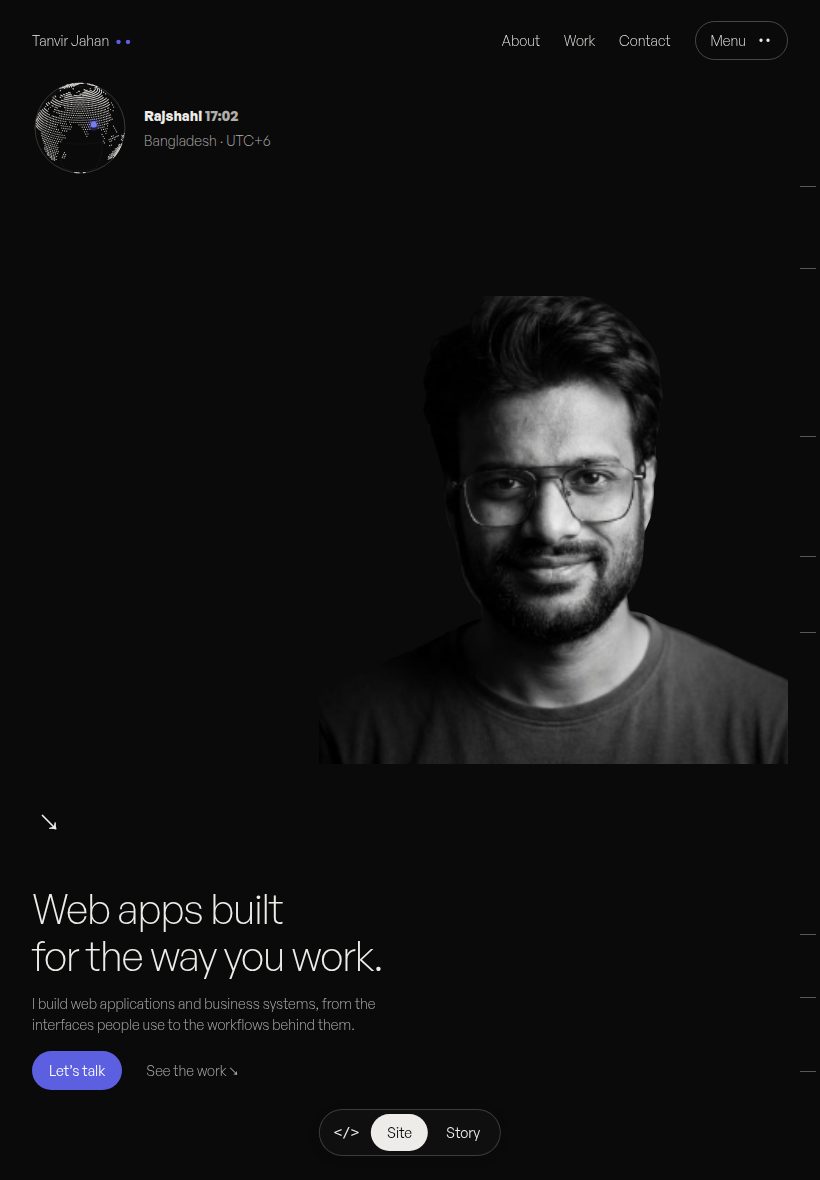 Tanvir Jahan
About
Work
Contact
Menu
Rajshahi 17:02
Bangladesh · UTC+6
↘
Web apps built
for the way you work.
I build web applications and business systems, from the
interfaces people use to the workflows behind them.
Let's talk
See the work ↘
</>
Site
Story